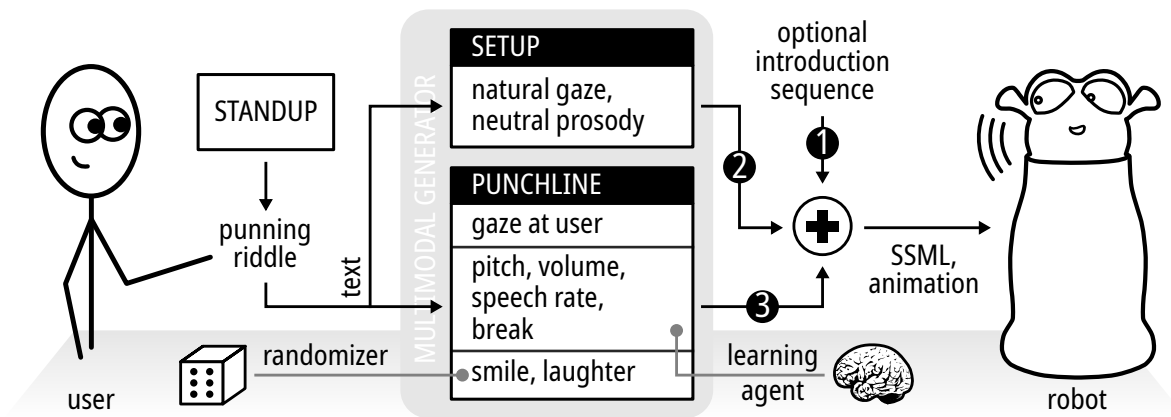 STANDUP
punning
riddle
text
MULTIMODAL GENERATOR
SETUP
natural gaze,
neutral prosody
PUNCHLINE
gaze at user
pitch, volume,
speech rate,
break
smile, laughter
randomizer
learning
agent
optional
introduction
sequence
1
2
3
SSML,
animation
user
robot